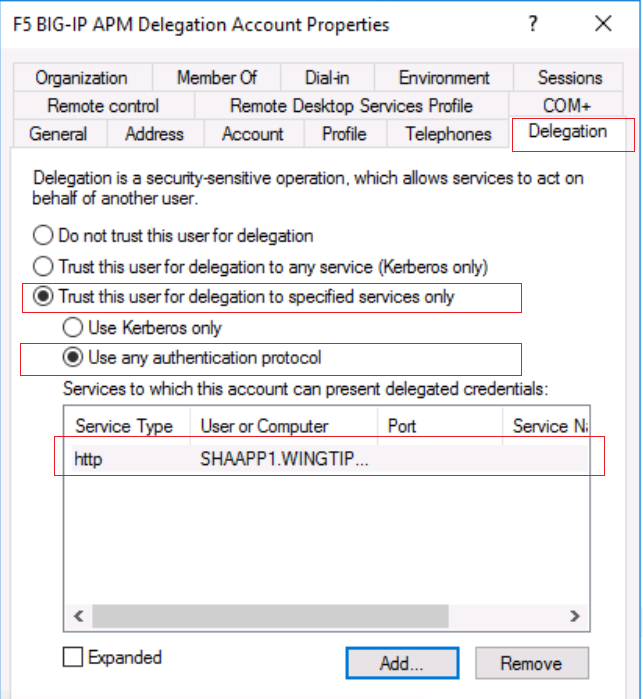 F5 BIG-IP APM Delegation Account Properties ?
Organization Member Of Dial-in Environment Sessions
Remote control Remote Desktop Services Profile COM+
General Address Account Profile Telephones Delegation
Delegation is a security-sensitive operation, which allows services to act on
behalf of another user.
Do not trust this user for delegation
Trust this user for delegation to any service (Kerberos only)
Trust this user for delegation to specified services only
Use Kerberos only
Use any authentication protocol
Services to which this account can present delegated credentials:
Service Type User or Computer Port Service Na
http SHAAPP1.WINGTIP...
Expanded Add... Remove